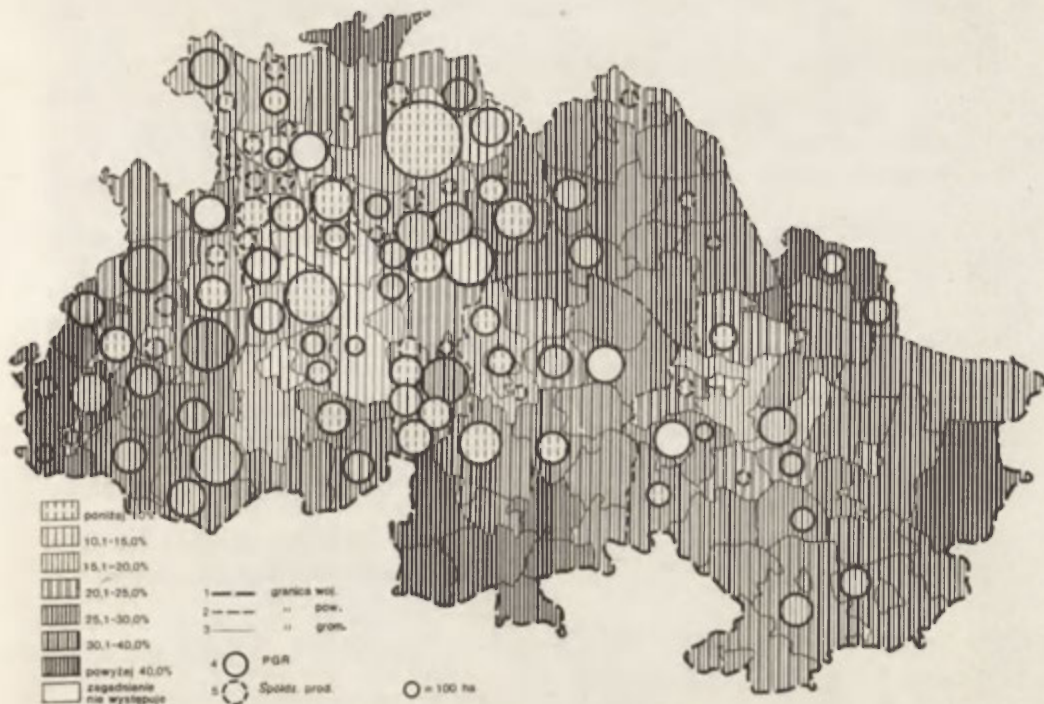 poniżej
10,1-15,0%
15,1-20,0%
20,1-25,0%
25,1-30,0%
30,1-40,0%
powyżej 40,0%
zagadnienie
nie występuje
1 granica woj.
2 " pow.
3 " grom.
4 PGR
5 Spółdz. prod.
= 100 ha